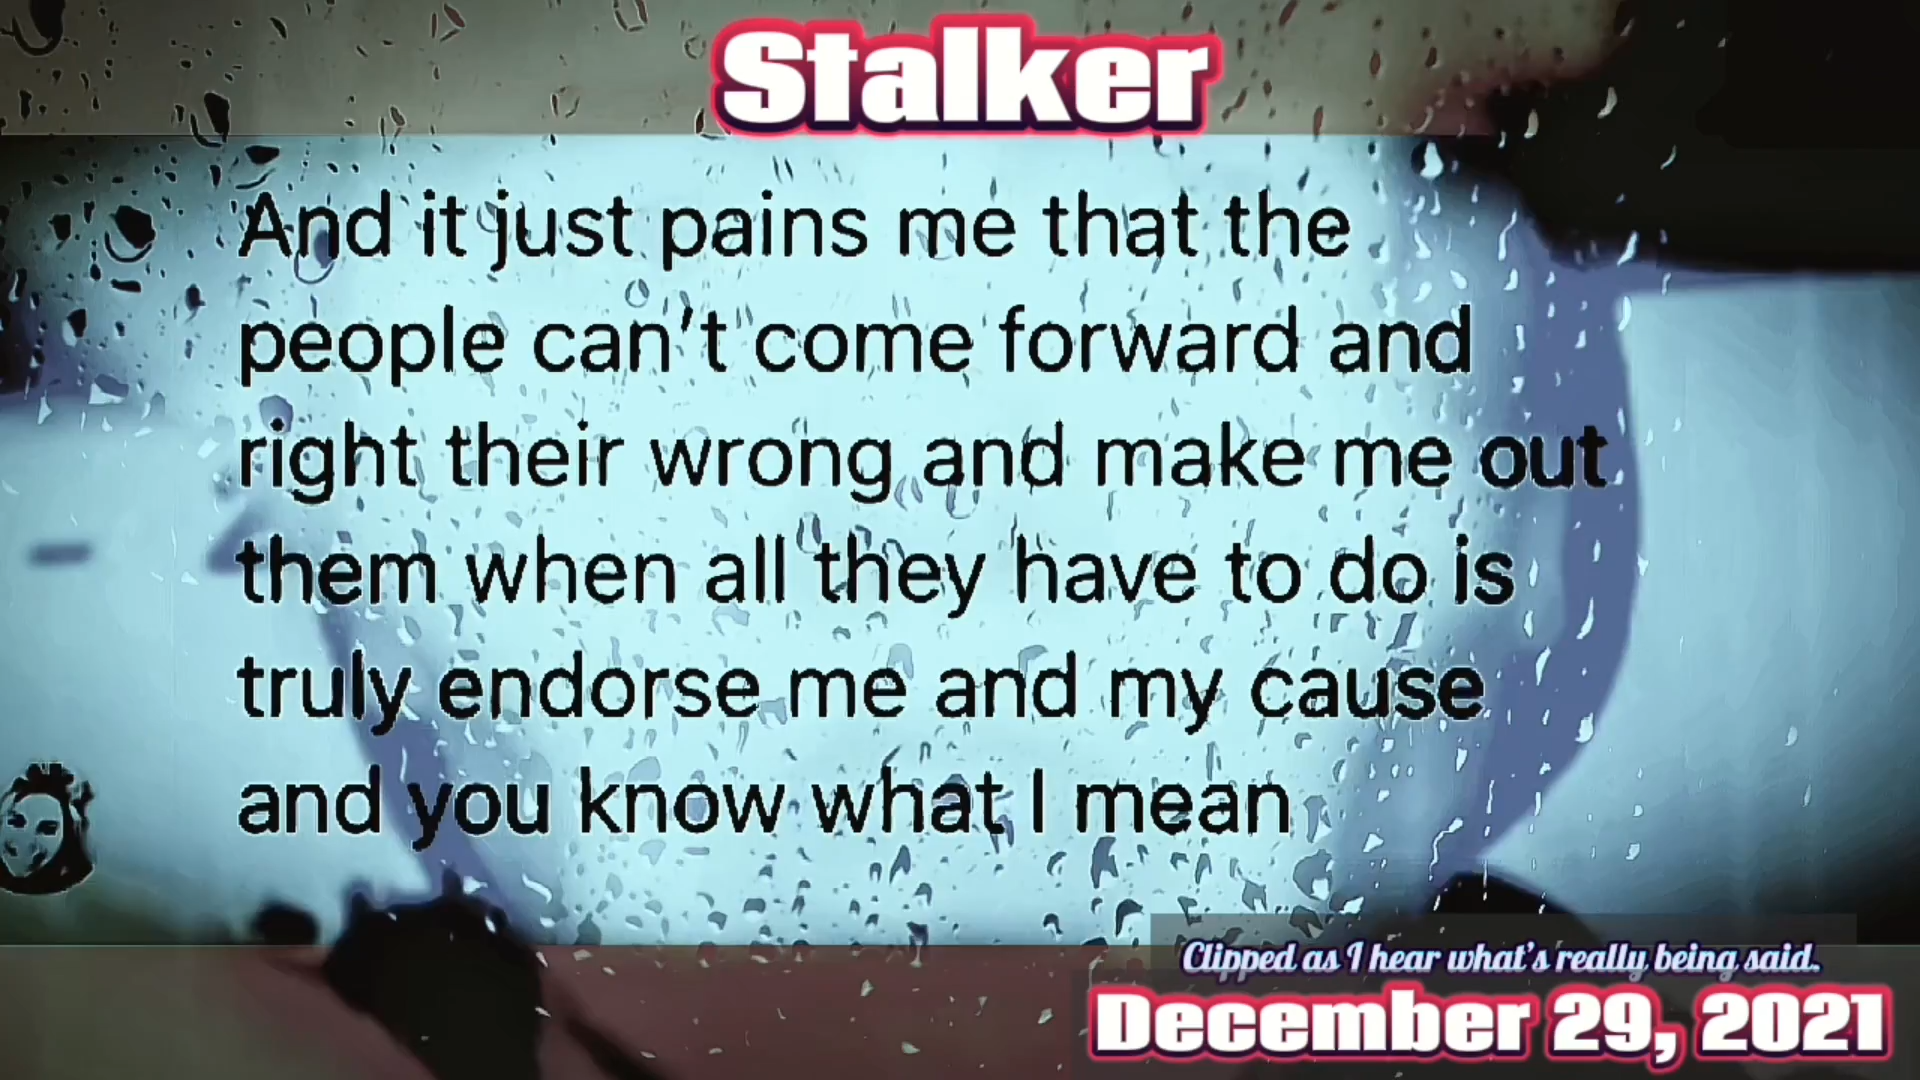 Stalker
And it just pains me that the
people can't come forward and
right their wrong and make me out
them when all they have to do is
truly endorse me and my cause
and you know what I mean
Clipped as I hear what's really being said.
December 29, 2021